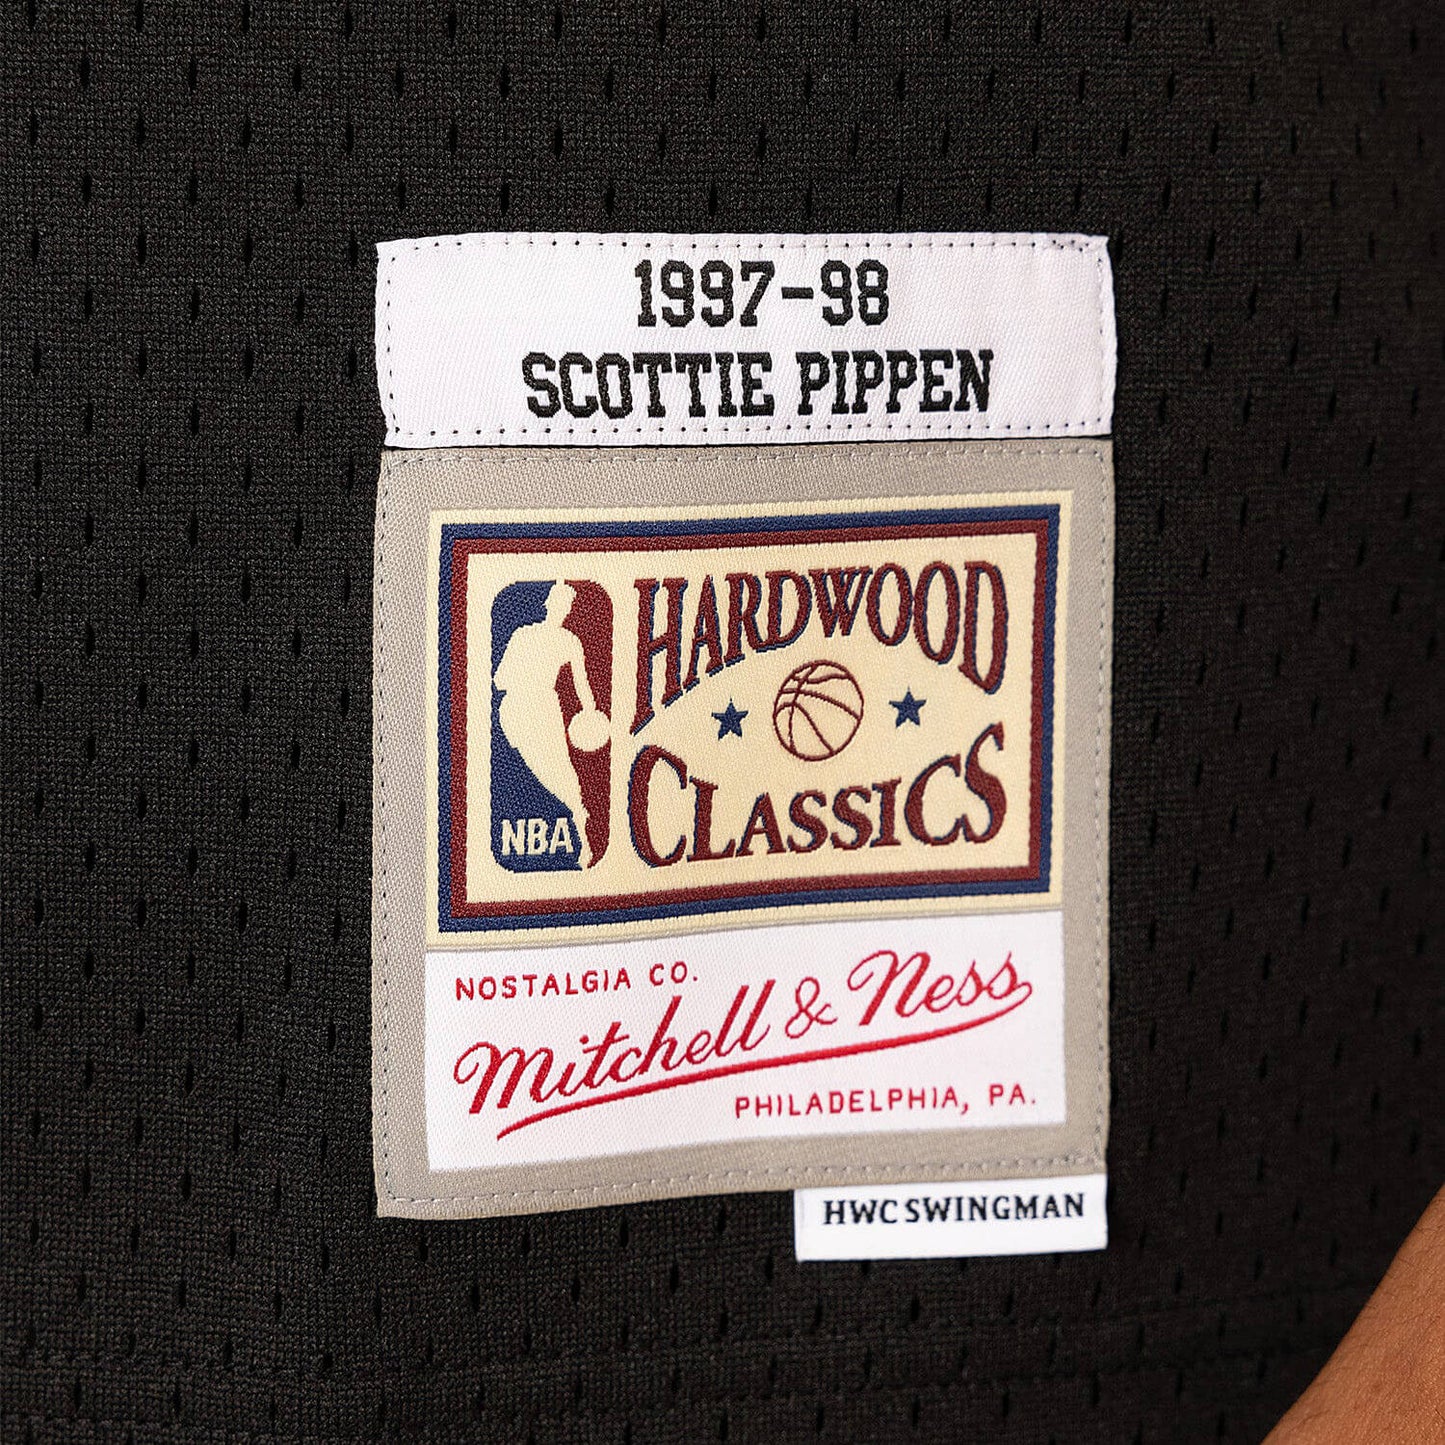 1997-98
SCOTTIE PIPPEN
HARDWOOD
CLASSICS
NBA
NOSTALGIA CO.
Mitchell & Ness
PHILADELPHIA, PA.
HWC SWINGMAN